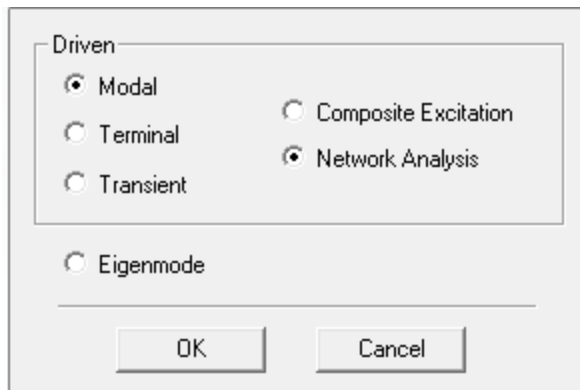 Driven
Modal
Terminal
Transient
Composite Excitation
Network Analysis
Eigenmode
OK
Cancel